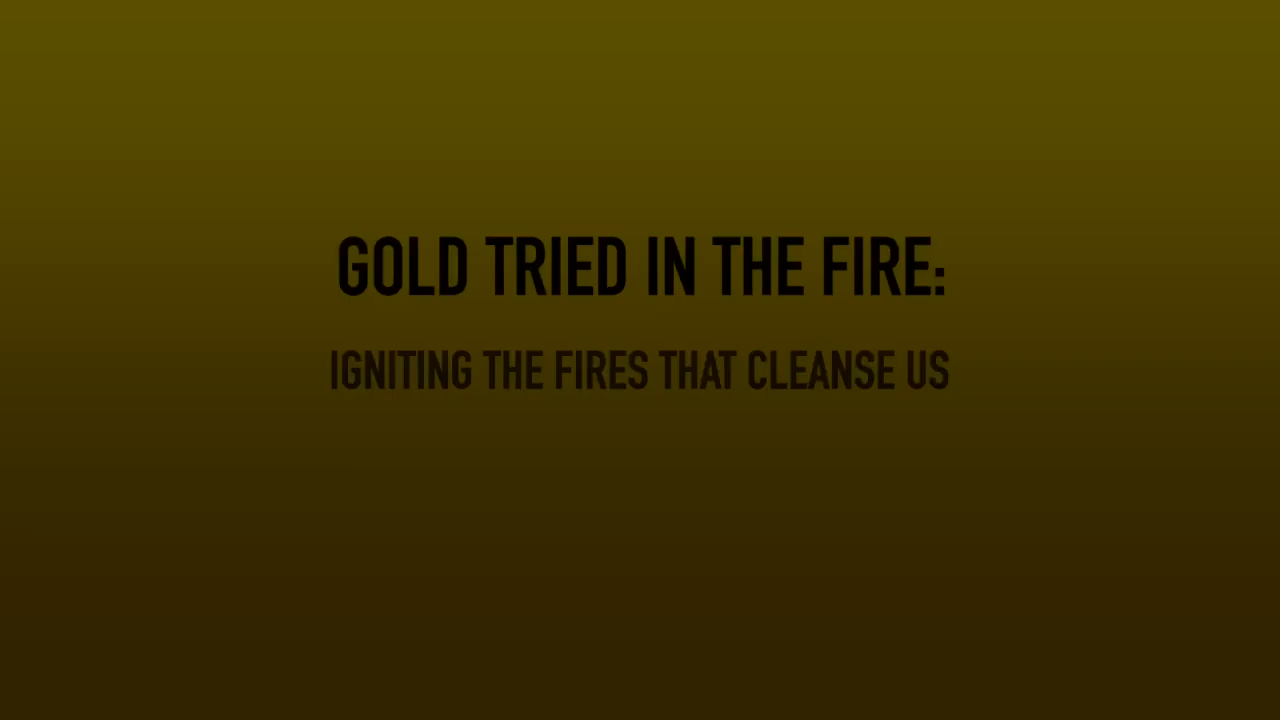 GOLD TRIED IN THE FIRE:
IGNITING THE FIRES THAT CLEANSE US